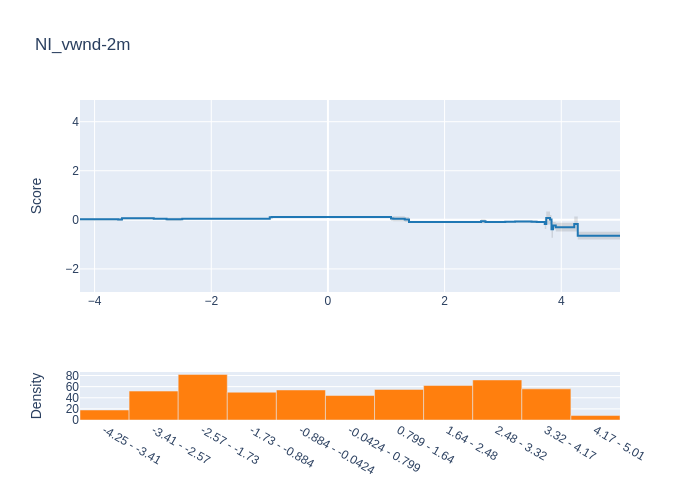 NI_vwnd-2m
Score
4
2
0
−2
−4
−2
0
2
4
Density
80
60
40
20
0
-4.25 - -3.41
-3.41 - -2.57
-2.57 - -1.73
-1.73 - -0.884
-0.884 - -0.0424
-0.0424 - 0.799
0.799 - 1.64
1.64 - 2.48
2.48 - 3.32
3.32 - 4.17
4.17 - 5.01